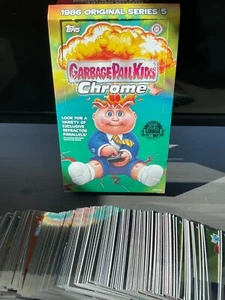 1986 ORIGINAL SERIES 5
Topps
GARBAGE PAIL KIDS
Chrome
LOOK FOR A
VARIETY OF
EXCLUSIVE
REFRACTOR
PARALLELS!